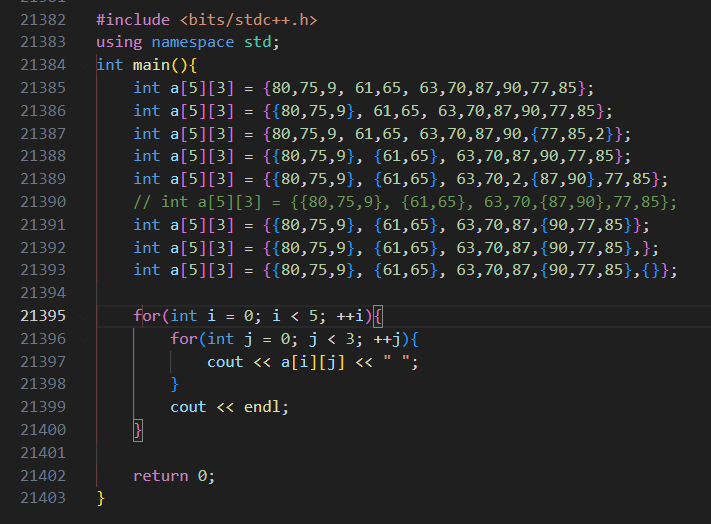 21382 #include <bits/stdc++.h>
21383 using namespace std;
21384 int main(){
21385     int a[5][3] = {80,75,9, 61,65, 63,70,87,90,77,85};
21386     int a[5][3] = {{80,75,9}, 61,65, 63,70,87,90,77,85};
21387     int a[5][3] = {80,75,9, 61,65, 63,70,87,90,{77,85,2}};
21388     int a[5][3] = {{80,75,9}, {61,65}, 63,70,87,90,77,85};
21389     int a[5][3] = {{80,75,9}, {61,65}, 63,70,2,{87,90},77,85};
21390     // int a[5][3] = {{80,75,9}, {61,65}, 63,70,{87,90},77,85};
21391     int a[5][3] = {{80,75,9}, {61,65}, 63,70,87,{90,77,85}};
21392     int a[5][3] = {{80,75,9}, {61,65}, 63,70,87,{90,77,85},};
21393     int a[5][3] = {{80,75,9}, {61,65}, 63,70,87,{90,77,85},{}};
21394
21395     for(int i = 0; i < 5; ++i){
21396         for(int j = 0; j < 3; ++j){
21397             cout << a[i][j] << " ";
21398         }
21399         cout << endl;
21400     }
21401
21402     return 0;
21403 }